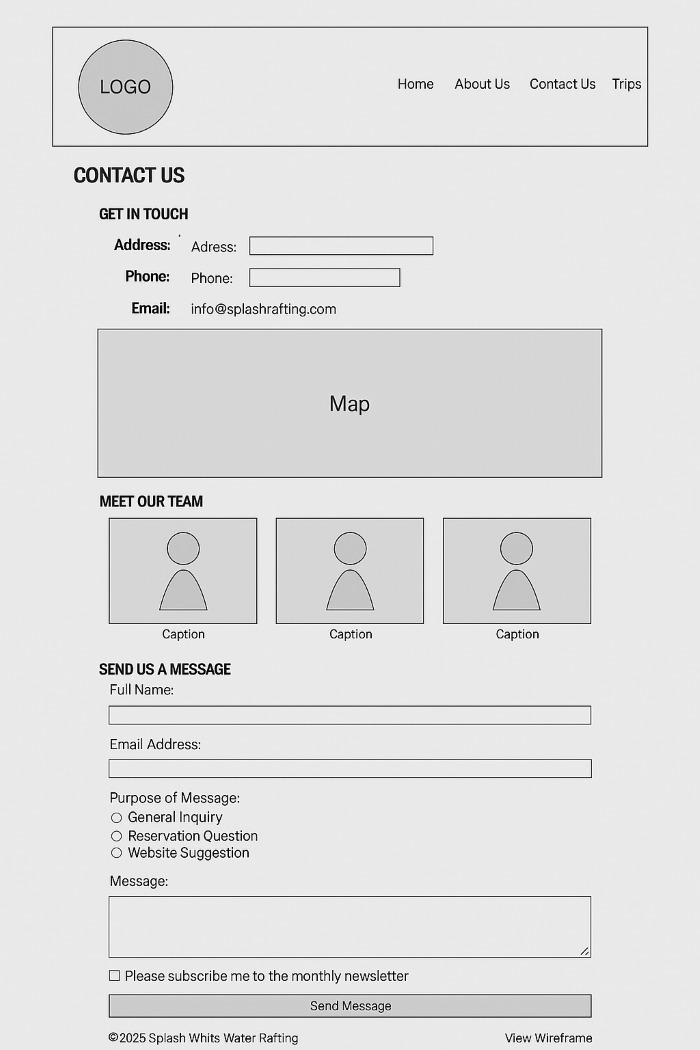 LOGO
Home About Us Contact Us Trips
CONTACT US
GET IN TOUCH
Address: Adress:
Phone: Phone:
Email: info@splashrafting.com
Map
MEET OUR TEAM
Caption Caption Caption
SEND US A MESSAGE
Full Name:
Email Address:
Purpose of Message:
General Inquiry
Reservation Question
Website Suggestion
Message:
Please subscribe me to the monthly newsletter
Send Message
©2025 Splash Whits Water Rafting View Wireframe